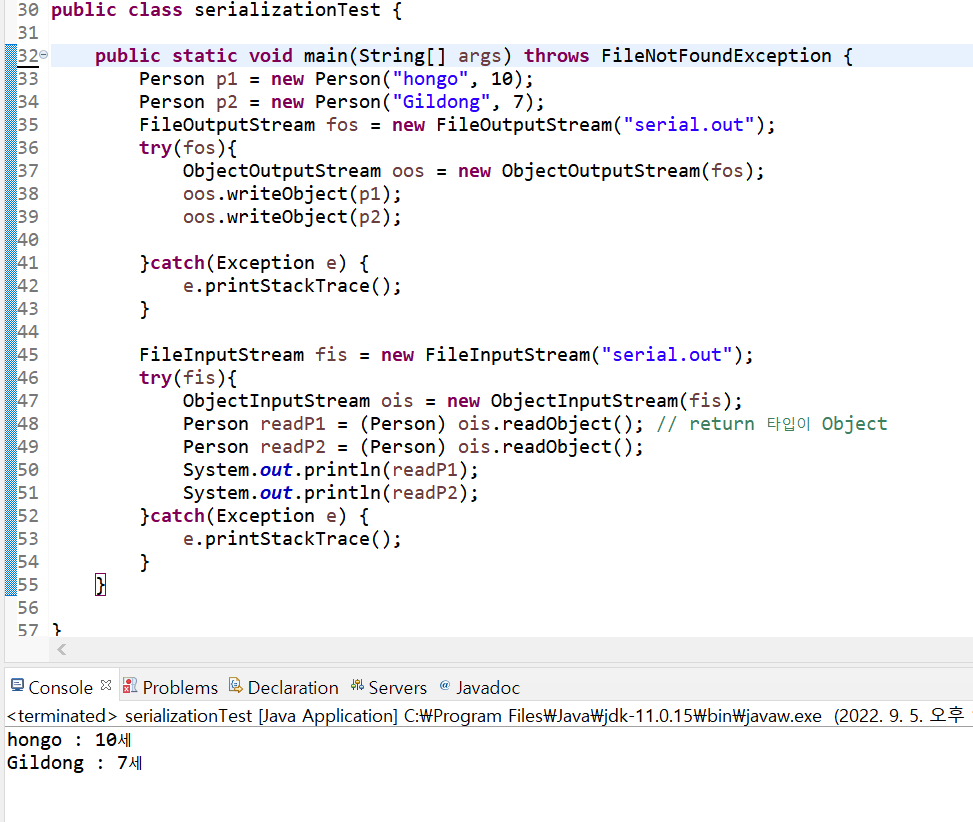 30 public class serializationTest {
31
32 public static void main(String[] args) throws FileNotFoundException {
33 Person p1 = new Person("hongo", 10);
34 Person p2 = new Person("Gildong", 7);
35 FileOutputStream fos = new FileOutputStream("serial.out");
36 try(fos){
37 ObjectOutputStream oos = new ObjectOutputStream(fos);
38 oos.writeObject(p1);
39 oos.writeObject(p2);
40
41 }catch(Exception e) {
42 e.printStackTrace();
43 }
44
45 FileInputStream fis = new FileInputStream("serial.out");
46 try(fis){
47 ObjectInputStream ois = new ObjectInputStream(fis);
48 Person readP1 = (Person) ois.readObject(); // return 타입이 Object
49 Person readP2 = (Person) ois.readObject();
50 System.out.println(readP1);
51 System.out.println(readP2);
52 }catch(Exception e) {
53 e.printStackTrace();
54 }
55 }
56
57 }
Console Problems Declaration Servers @ Javadoc
<terminated> serializationTest [Java Application] C:₩Program Files₩Java₩jdk-11.0.15₩bin₩javaw.exe (2022. 9. 5. 오후
hongo : 10세
Gildong : 7세